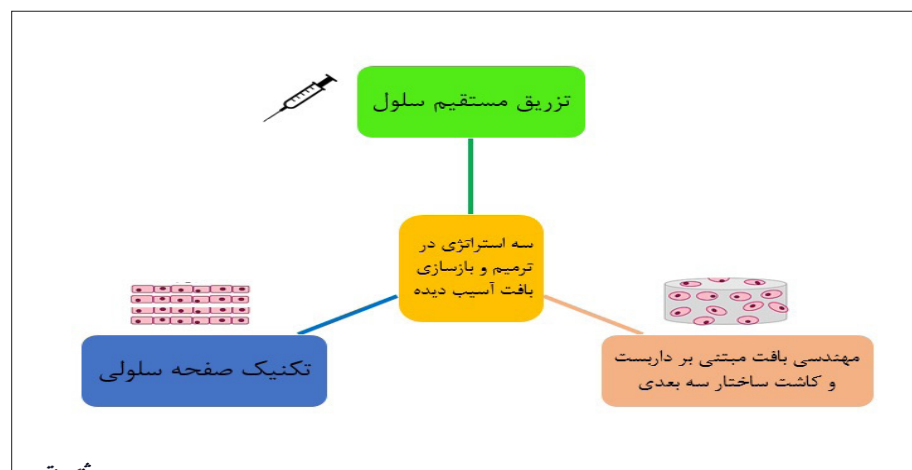 تزریق مستقیم سلول
سه استراتژی در
ترمیم و بازسازی
بافت آسیب دیده
مهندسی بافت مبتنی بر داربست
و کاشت ساختار سه بعدی
تکنیک صفحه سلولی